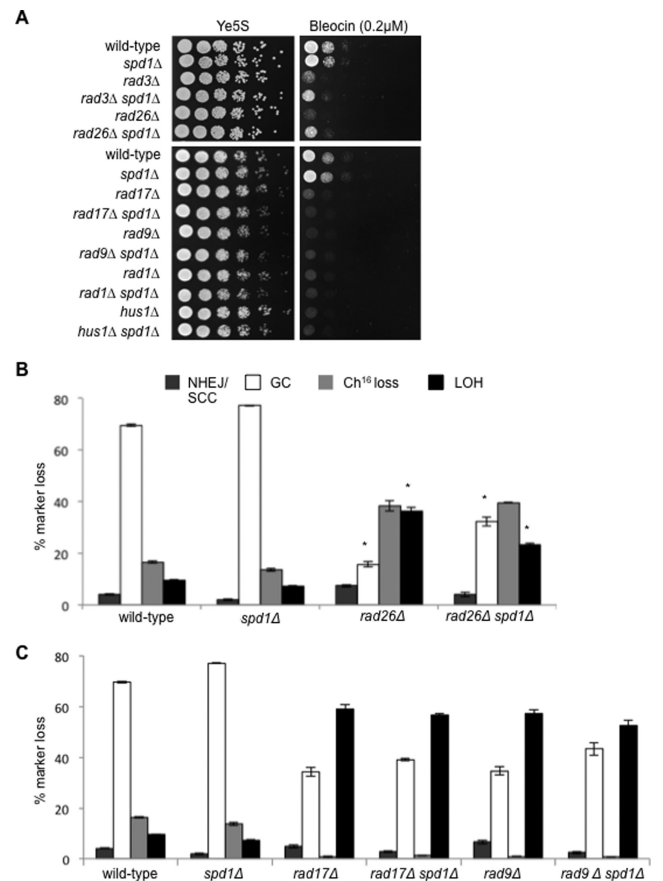 A
Ye5S Bleocin (0.2µM)
wild-type
spd1Δ
rad3Δ
rad3Δ spd1Δ
rad26Δ
rad26Δ spd1Δ
wild-type
spd1Δ
rad17Δ
rad17Δ spd1Δ
rad9Δ
rad9Δ spd1Δ
rad1Δ
rad1Δ spd1Δ
hus1Δ
hus1Δ spd1Δ
B
NHEJ/ GC Ch16 loss LOH
SCC
80
60
40
20
0
% marker loss
* * * *
wild-type spd1Δ rad26Δ rad26Δ spd1Δ
C
80
60
40
20
0
% marker loss
wild-type spd1Δ rad17Δ rad17 Δ spd1Δ rad9Δ rad9 Δ spd1Δ